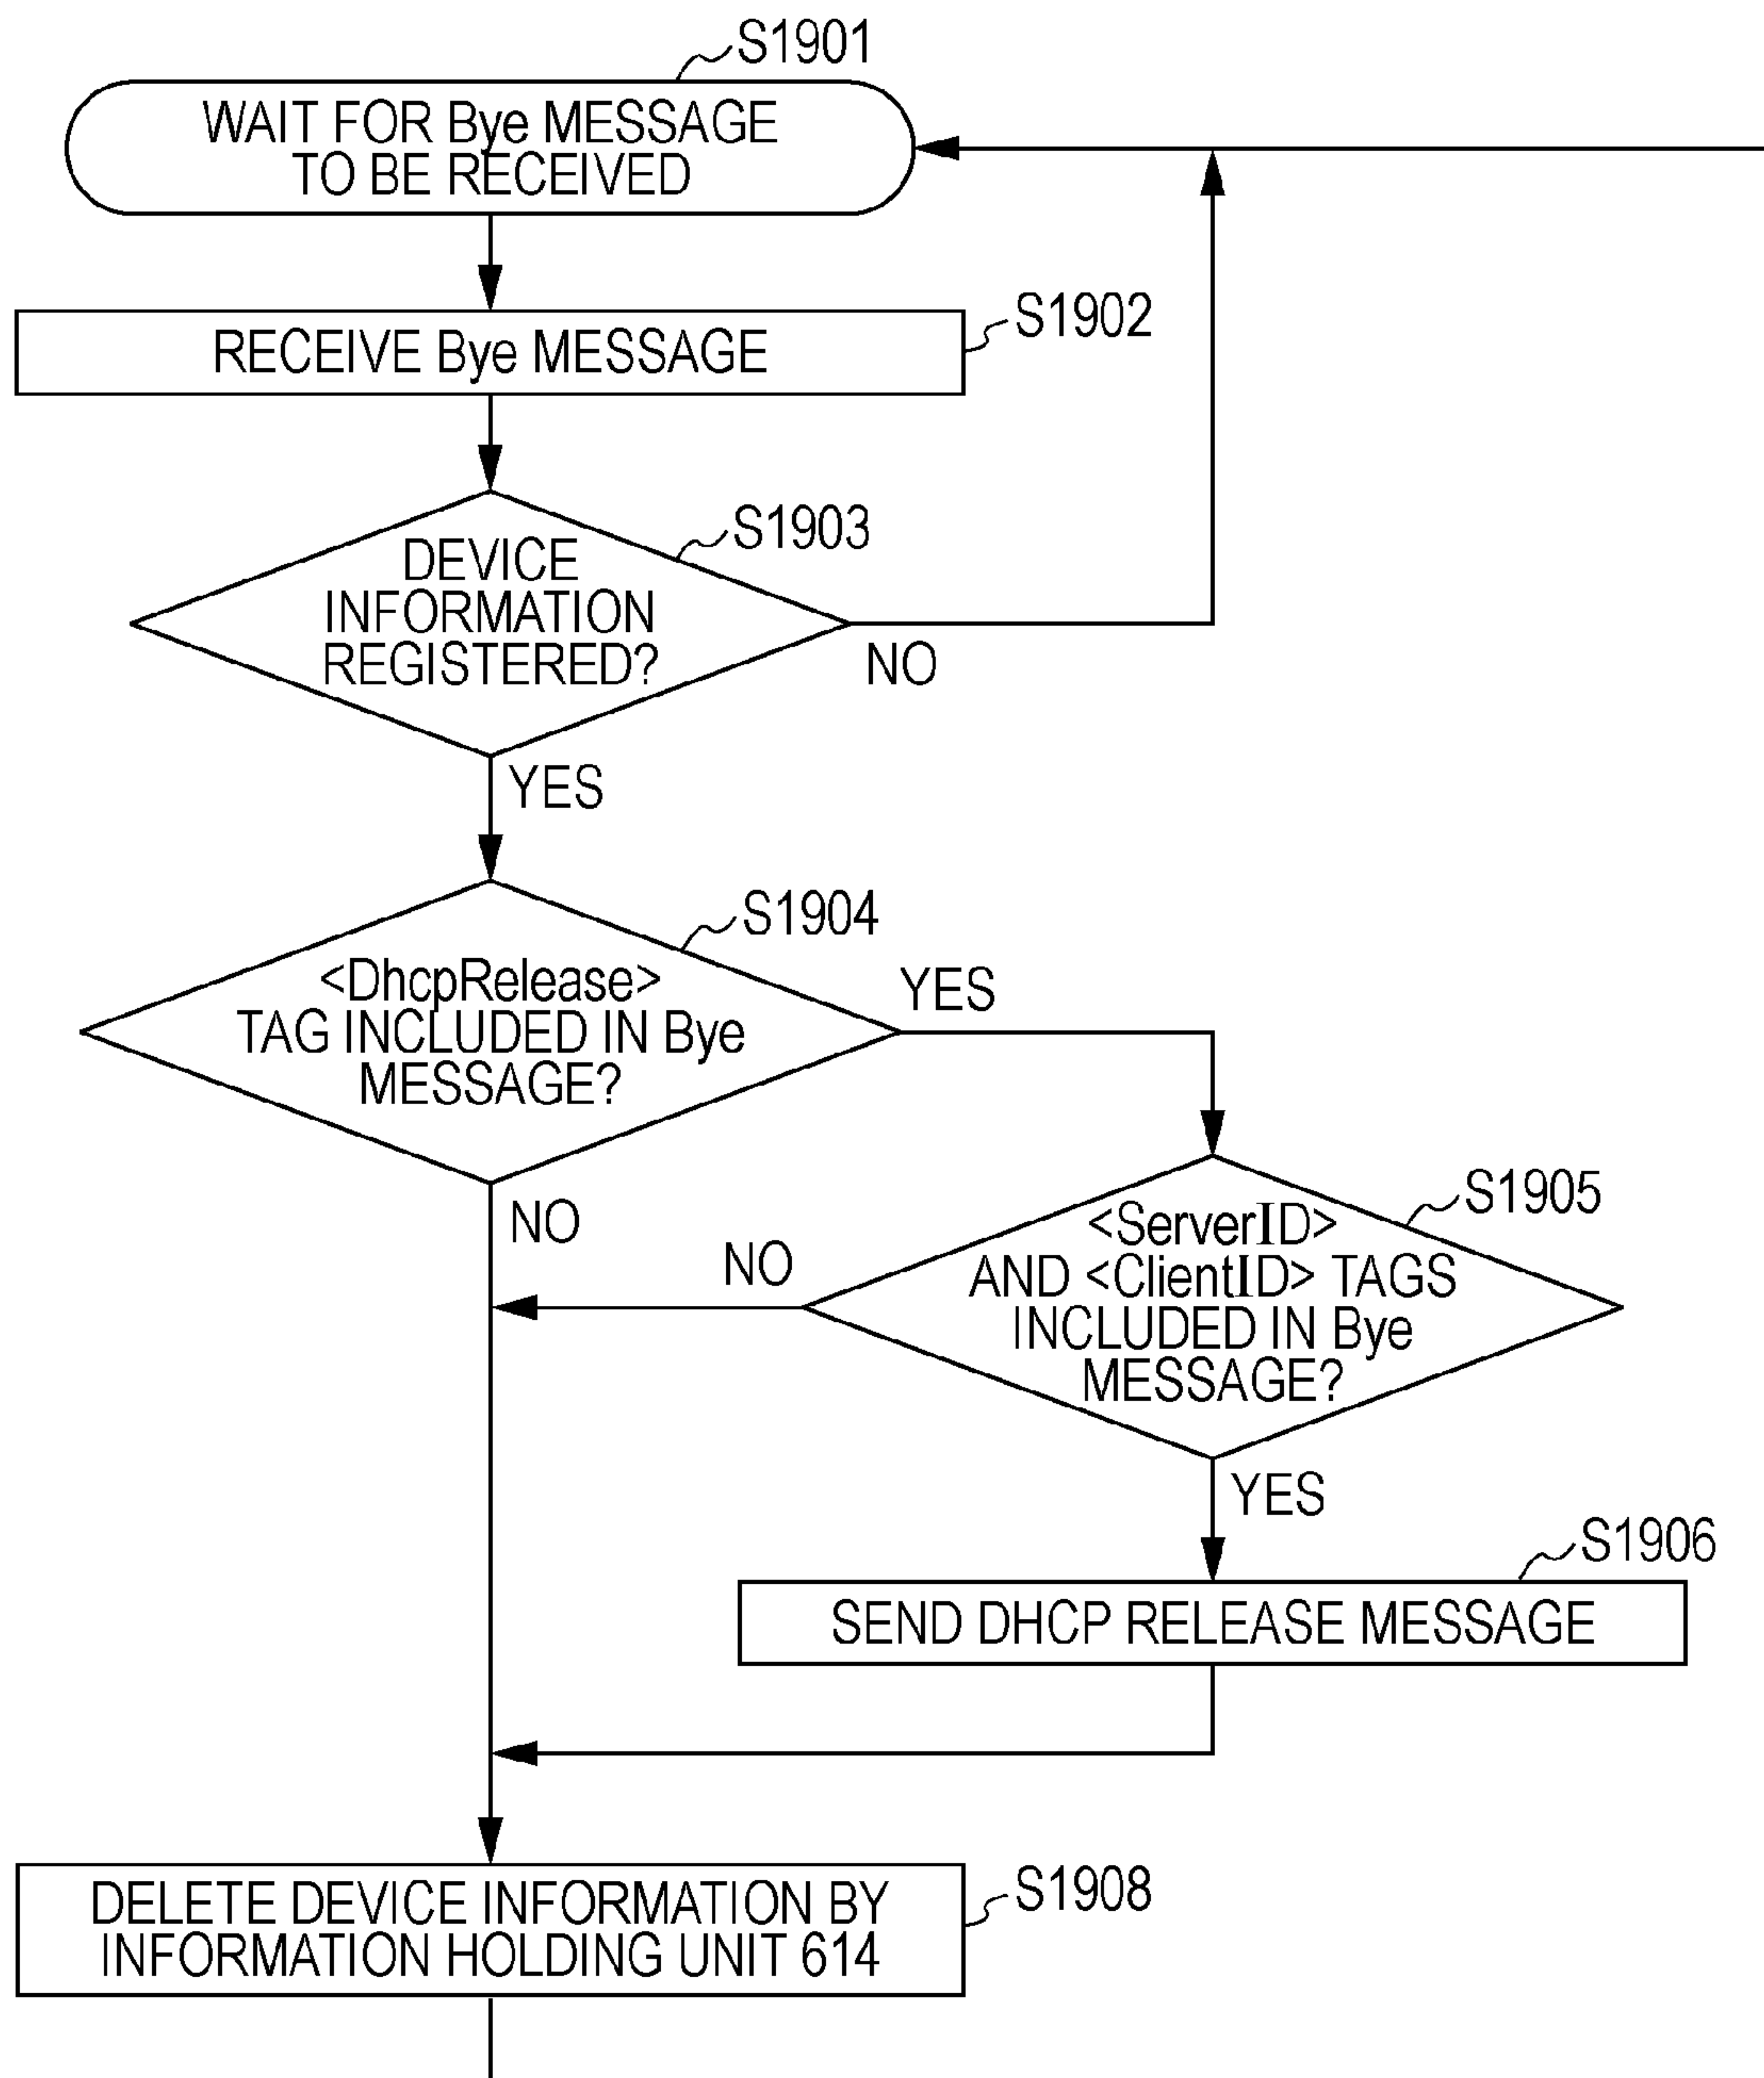 S1901
WAIT FOR Bye MESSAGE
TO BE RECEIVED
S1902
RECEIVE Bye MESSAGE
S1903
DEVICE
INFORMATION
REGISTERED?
NO
YES
S1904
<DhcpRelease>
TAG INCLUDED IN Bye
MESSAGE?
YES
NO
S1905
<ServerID>
AND <ClientID> TAGS
INCLUDED IN Bye
MESSAGE?
NO
YES
S1906
SEND DHCP RELEASE MESSAGE
S1908
DELETE DEVICE INFORMATION BY
INFORMATION HOLDING UNIT 614